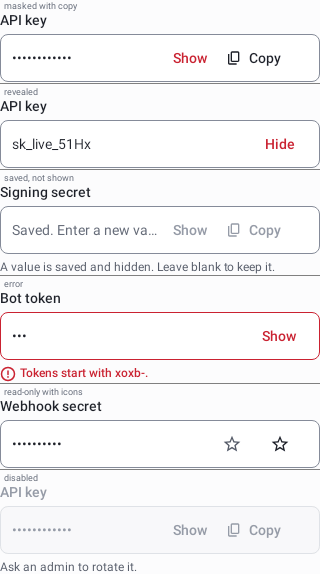 masked with copy
API key
•••••••••••• Show Copy
revealed
API key
sk_live_51Hx Hide
saved, not shown
Signing secret
Saved. Enter a new va… Show Copy
A value is saved and hidden. Leave blank to keep it.
error
Bot token
••• Show
Tokens start with xoxb-.
read-only with icons
Webhook secret
••••••••••
disabled
API key
•••••••••••• Show Copy
Ask an admin to rotate it.